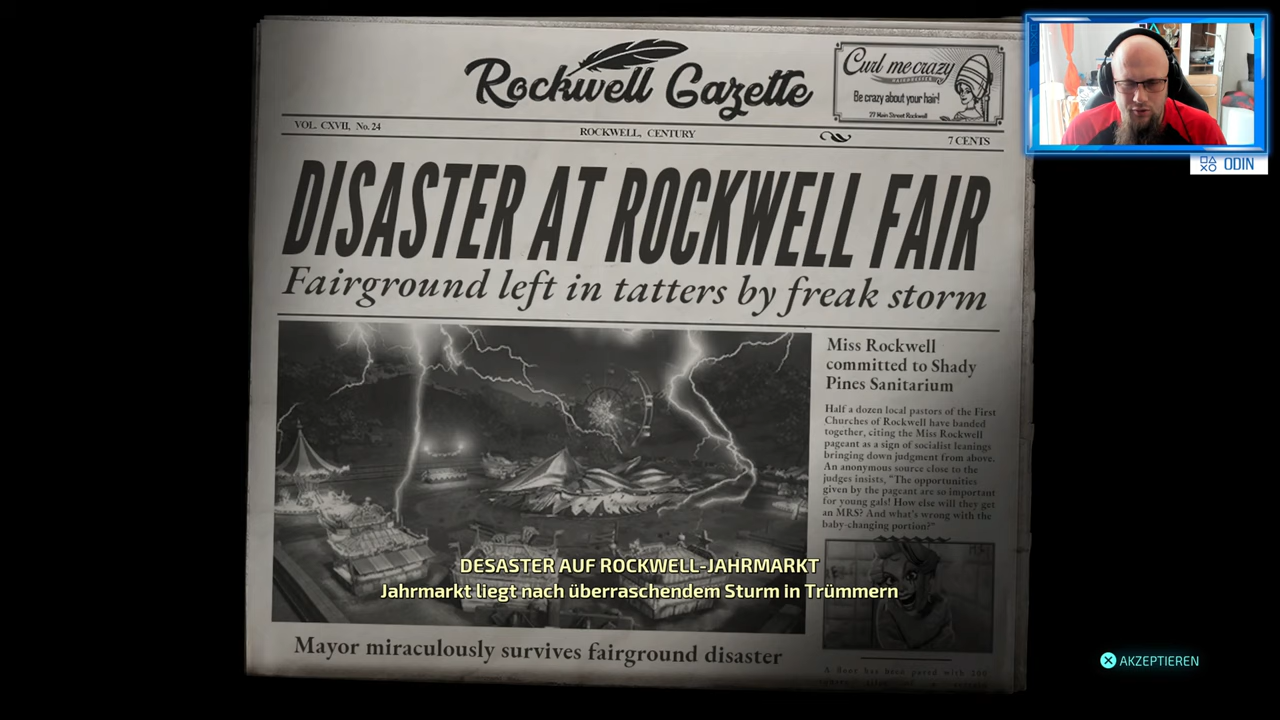 Rockwell Gazette
Curl me crazy
Be crazy about your hair!
27 Main Street Rockwell
VOL. CXVII, No. 24
ROCKWELL, CENTURY
7 CENTS
ODIN
DISASTER AT ROCKWELL FAIR
Fairground left in tatters by freak storm
Miss Rockwell
committed to Shady
Pines Sanitarium
Half a dozen local pastors of the First
Churches of Rockwell have banded
together, citing the Miss Rockwell
pageant as a sign of socialist leanings
bringing down judgment from above.
An anonymous source close to the
judges insists, "The opportunities
given by the pageant are so important
for young gals! How else will they get
an MRS? And what's wrong with the
baby-changing portion?"
DESASTER AUF ROCKWELL-JAHRMARKT
Jahrmarkt liegt nach überraschendem Sturm in Trümmern
Mayor miraculously survives fairground disaster
AKZEPTIEREN